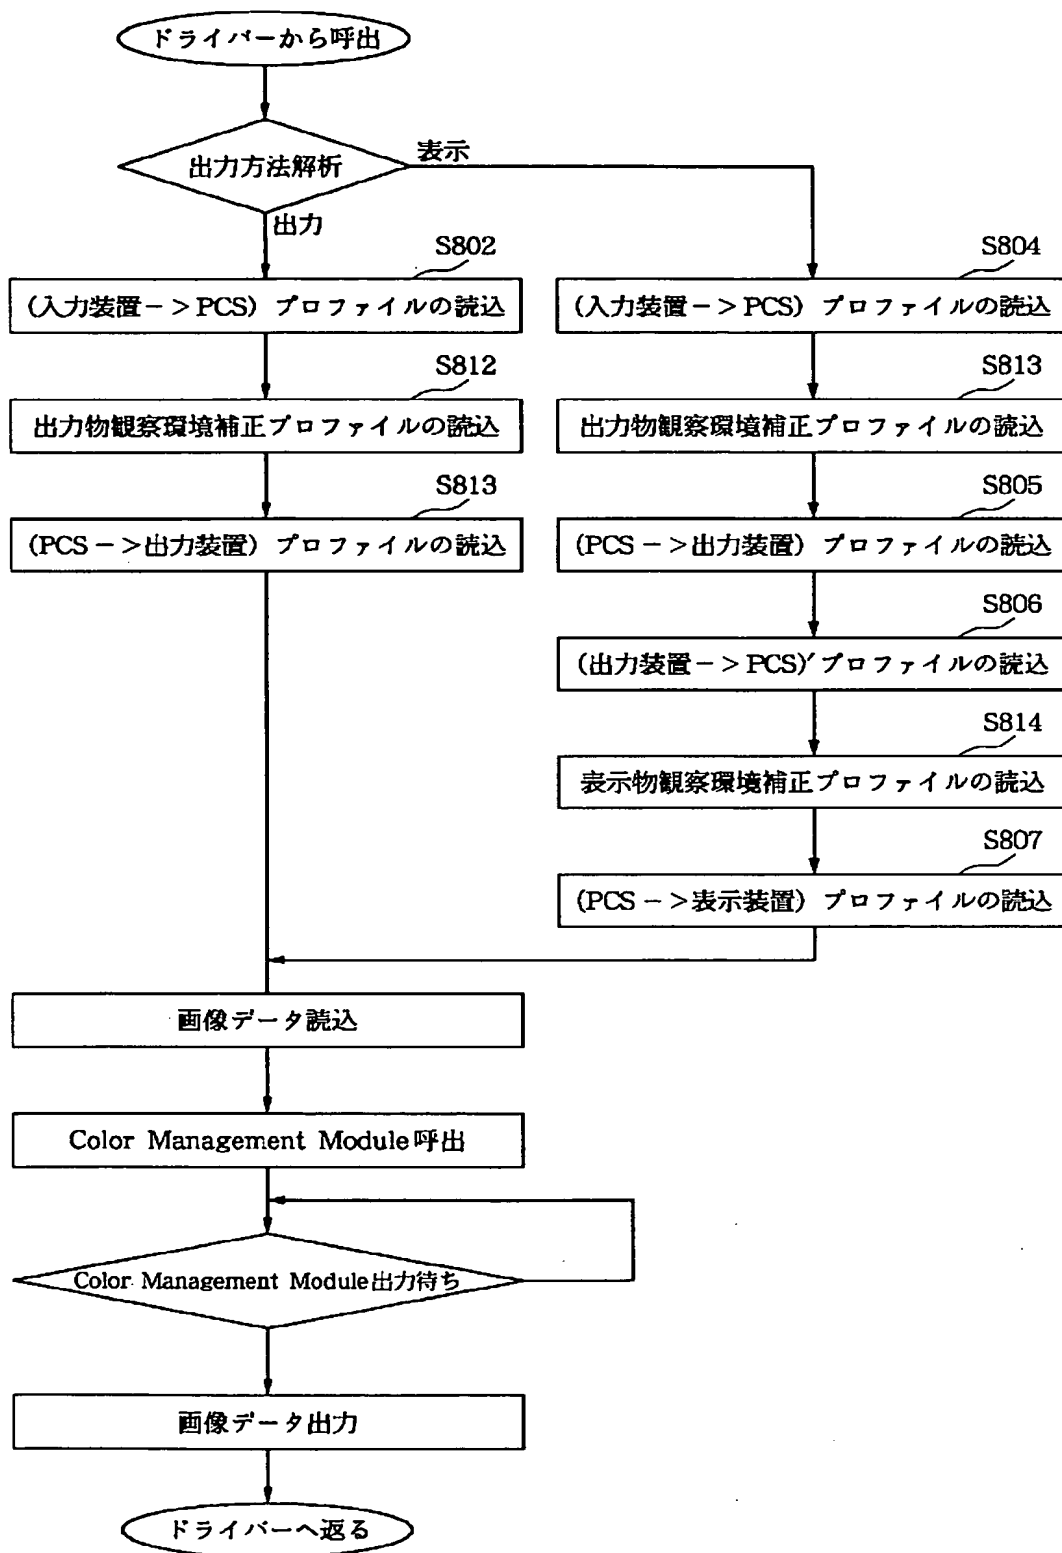 ドライバーから呼出
出力方法解析
表示
出力
S802
(入力装置->PCS) プロファイルの読込
S812
出力物観察環境補正プロファイルの読込
S813
(PCS->出力装置) プロファイルの読込
S804
(入力装置->PCS) プロファイルの読込
S813
出力物観察環境補正プロファイルの読込
S805
(PCS->出力装置) プロファイルの読込
S806
(出力装置->PCS)′プロファイルの読込
S814
表示物観察環境補正プロファイルの読込
S807
(PCS->表示装置) プロファイルの読込
画像データ読込
Color Management Module呼出
Color Management Module出力待ち
画像データ出力
ドライバーへ返る